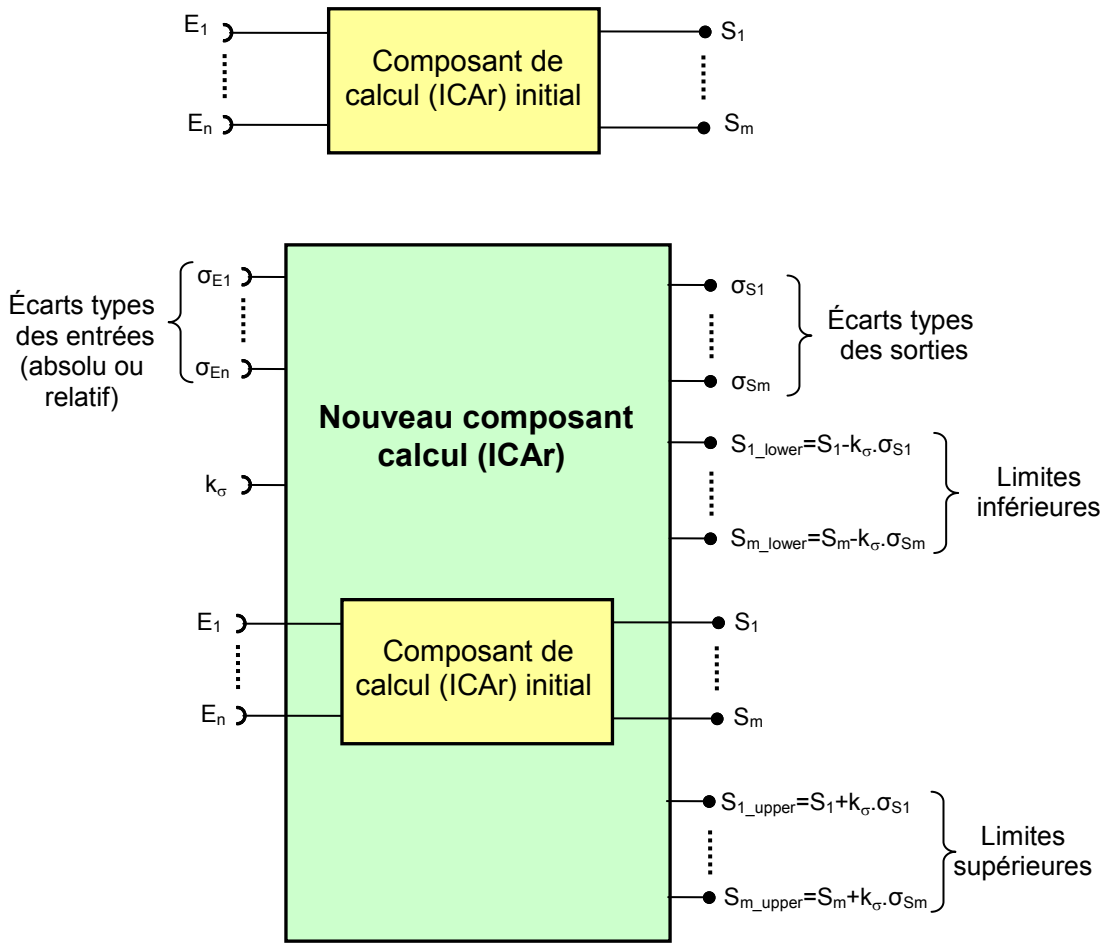 E1
S1
Composant de
calcul (ICAr) initial
En
Sm
Écarts types
des entrées
(absolu ou
relatif)
σE1
σEn
kσ
Nouveau composant
calcul (ICAr)
σS1
σSm
Écarts types
des sorties
S1_lower=S1-kσ.σS1
Sm_lower=Sm-kσ.σSm
Limites
inférieures
E1
En
Composant de
calcul (ICAr) initial
S1
Sm
S1_upper=S1+kσ.σS1
Sm_upper=Sm+kσ.σSm
Limites
supérieures